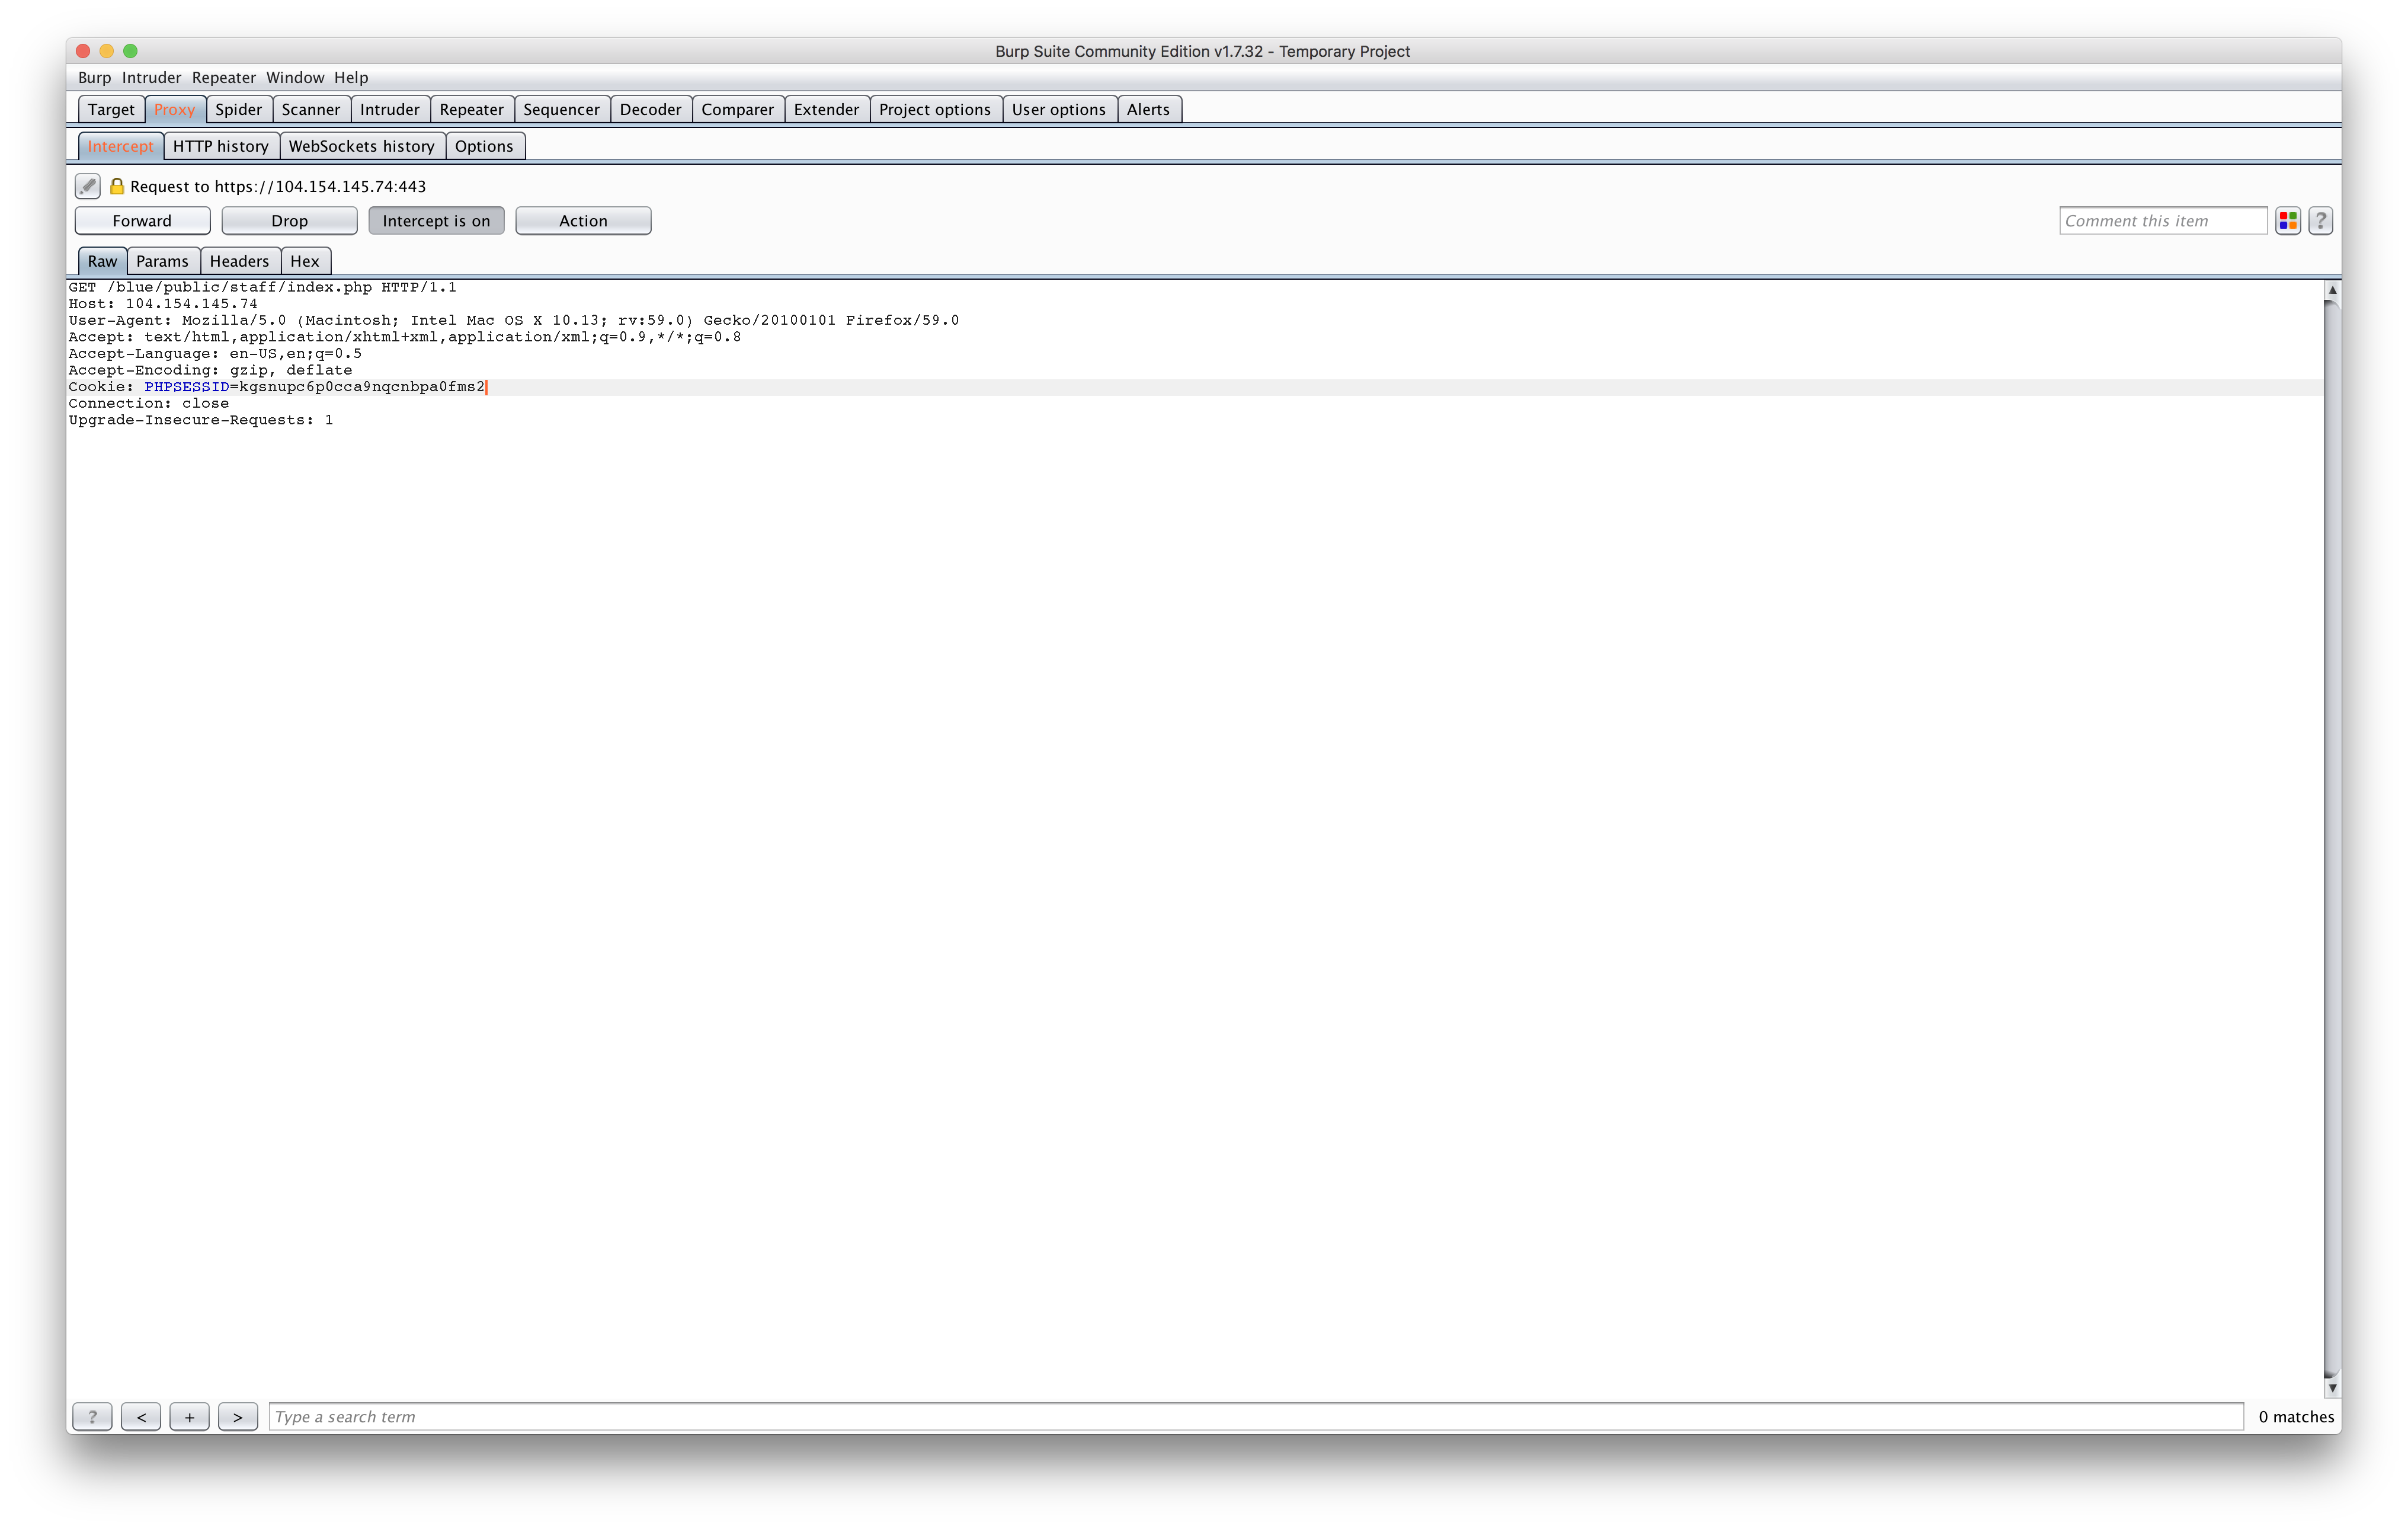 Burp Suite Community Edition v1.7.32 - Temporary Project
Burp Intruder Repeater Window Help
Target Proxy Spider Scanner Intruder Repeater Sequencer Decoder Comparer Extender Project options User options Alerts
Intercept HTTP history WebSockets history Options
Request to https://104.154.145.74:443
Forward Drop Intercept is on Action Comment this item ?
Raw Params Headers Hex
GET /blue/public/staff/index.php HTTP/1.1
Host: 104.154.145.74
User-Agent: Mozilla/5.0 (Macintosh; Intel Mac OS X 10.13; rv:59.0) Gecko/20100101 Firefox/59.0
Accept: text/html,application/xhtml+xml,application/xml;q=0.9,*/*;q=0.8
Accept-Language: en-US,en;q=0.5
Accept-Encoding: gzip, deflate
Cookie: PHPSESSID=kgsnupc6p0cca9nqcnbpa0fms2
Connection: close
Upgrade-Insecure-Requests: 1
? < + > Type a search term 0 matches